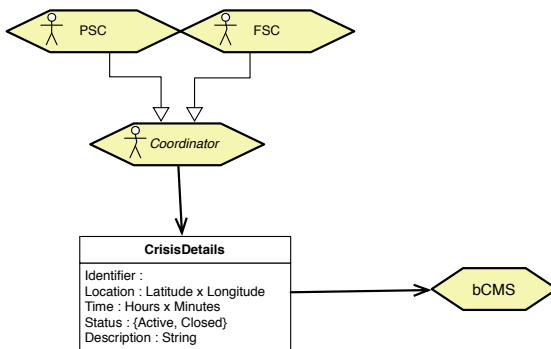 PSC
FSC
Coordinator
CrisisDetails
Identifier :
Location : Latitude x Longitude
Time : Hours x Minutes
Status : {Active, Closed}
Description : String
bCMS